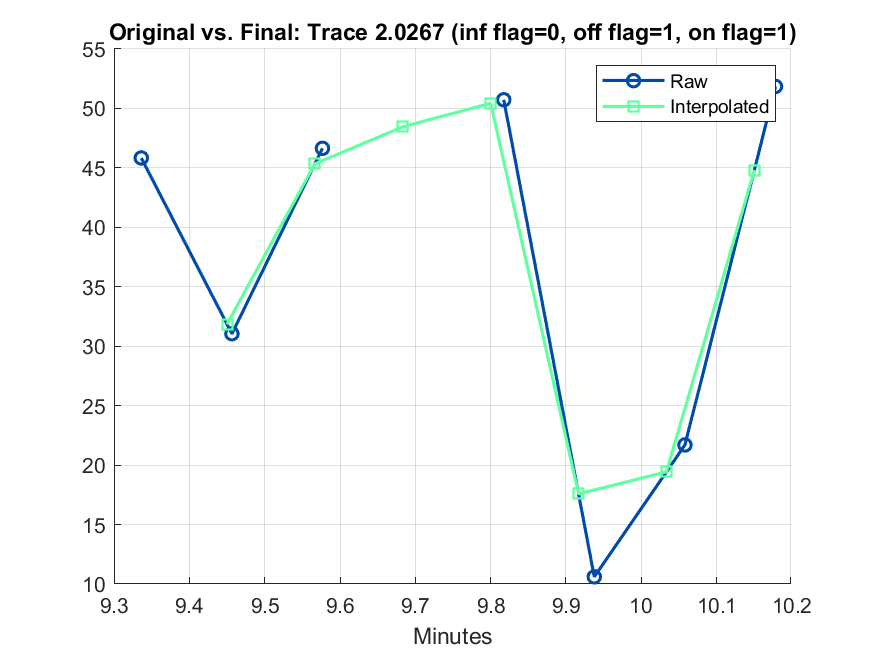 Original vs. Final: Trace 2.0267 (inf flag=0, off flag=1, on flag=1)
55
50
45
40
35
30
25
20
15
10
Raw
Interpolated
9.3 9.4 9.5 9.6 9.7 9.8 9.9 10 10.1 10.2
Minutes